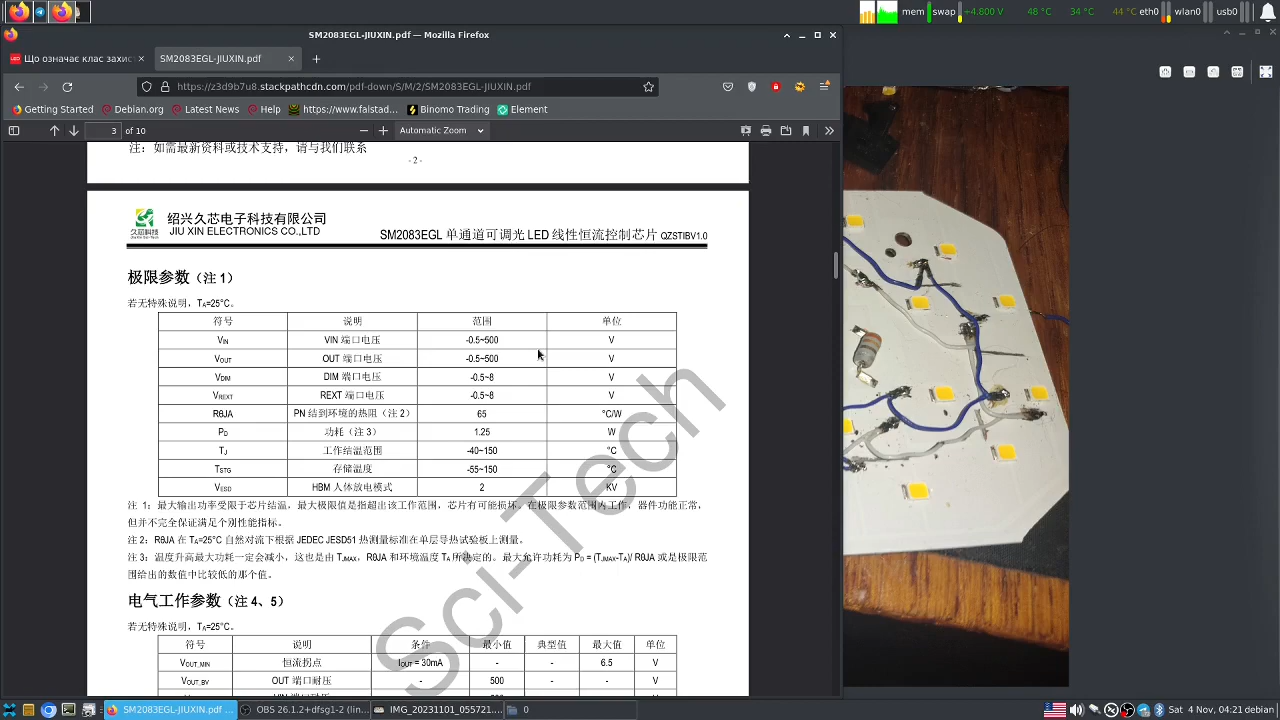 mem swap +4.800 V 48 °C 34 °C 44 °C eth0 wlan0 usb0
SM2083EGL-JIUXIN.pdf — Mozilla Firefox
Що означає клас захис
SM2083EGL-JIUXIN.pdf
https://z3d9b7u8.stackpathcdn.com/pdf-down/S/M/2/SM2083EGL-JIUXIN.pdf
Getting Started Debian.org Latest News Help https://www.falstad... Binomo Trading Element
3 of 10 Automatic Zoom
注：如需最新资料或技术支持，请与我们联系
- 2 -
久芯科技
绍兴久芯电子科技有限公司
JIU XIN ELECTRONICS CO.,LTD
SM2083EGL 单通道可调光 LED 线性恒流控制芯片 QZSTIBV1.0
极限参数（注 1）
若无特殊说明，TA=25°C。
符号 说明 范围 单位
VIN VIN 端口电压 -0.5~500 V
VOUT OUT 端口电压 -0.5~500 V
VDIM DIM 端口电压 -0.5~8 V
VREXT REXT 端口电压 -0.5~8 V
RθJA PN 结到环境的热阻（注 2） 65 °C/W
PD 功耗（注 3） 1.25 W
TJ 工作结温范围 -40~150 °C
TSTG 存储温度 -55~150 °C
VESD HBM 人体放电模式 2 KV
注 1：最大输出功率受限于芯片结温，最大极限值是指超出该工作范围，芯片有可能损坏。在极限参数范围内工作，器件功能正常，
但并不完全保证满足个别性能指标。
注 2：RθJA 在 TA=25°C 自然对流下根据 JEDEC JESD51 热测量标准在单层导热试验板上测量。
注 3：温度升高最大功耗一定会减小，这也是由 TJMAX，RθJA 和环境温度 TA 所决定的。最大允许功耗为 PD = (TJMAX-TA)/ RθJA 或是极限范
围给出的数值中比较低的那个值。
电气工作参数（注 4、5）
若无特殊说明，TA=25°C。
符号 说明 条件 最小值 典型值 最大值 单位
VOUT_MIN 恒流拐点 IOUT = 30mA - - 6.5 V
VOUT_BV OUT 端口耐压 - 500 V
Sci-Tech
SM2083EGL-JIUXIN.pdf ... OBS 26.1.2+dfsg1-2 (lin... IMG_20231101_055721... 0 Sat 4 Nov, 04:21 debian